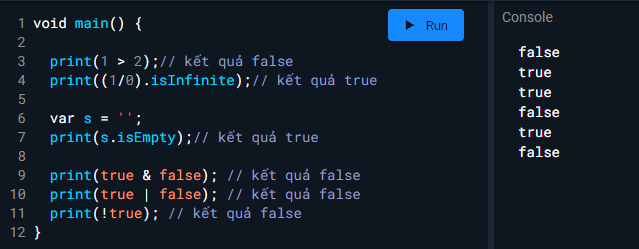 1 void main() {
Run
2
3 print(1 > 2);// kết quả false
4 print((1/0).isInfinite);// kết quả true
5
6 var s = '';
7 print(s.isEmpty);// kết quả true
8
9 print(true & false); // kết quả false
10 print(true | false); // kết quả false
11 print(!true); // kết quả false
12 }
Console
false
true
true
false
true
false